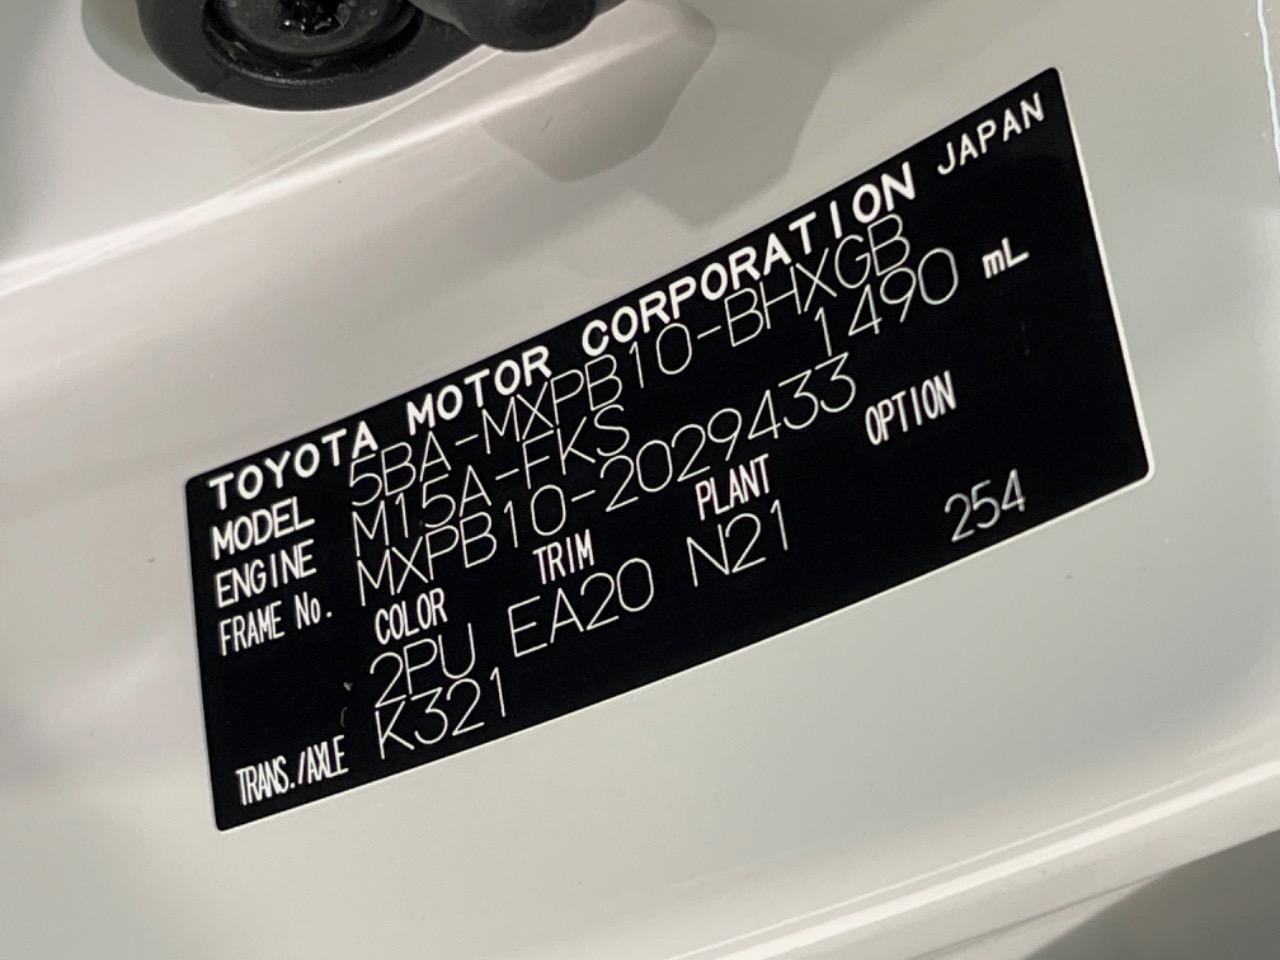 TOYOTA MOTOR CORPORATION JAPAN
MODEL 5BA-MXPB10-BHXGB
ENGINE M15A-FKS 1490 mL
FRAME No. MXPB10-2029433
COLOR TRIM PLANT OPTION
2PU EA20 N21 254
TRANS./AXLE K321